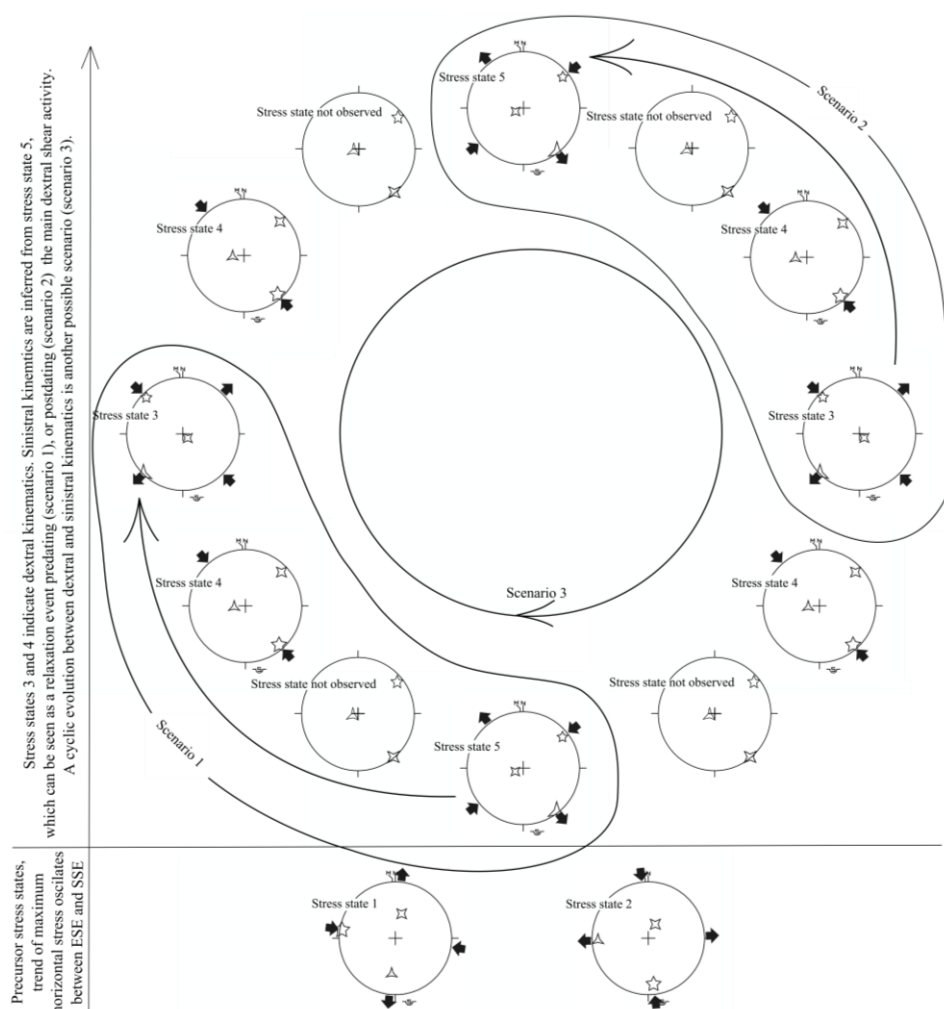 States 3 and 4 indicate dextral kinematics. Sinistral kinemtics are inferred from stress state 5,
which can be seen as a relaxation event predating (scenario 1), or postdating (scenario 2) the main dextral shear activity.
A cyclic evolution between dextral and sinistral kinematics is another possible scenario (scenario 3).
Stress state 5
Scenario 2
Stress state not observed
Stress state not observed
Stress state 4
Stress state 4
Stress state 3
Stress state 3
Stress state 4
Stress state 4
Scenario 3
Stress state not observed
Stress state not observed
Scenario 1
Stress state 5
Precursor stress states,
trend of maximum
horizontal stress oscilates
between ESE and SSE
Stress state 1
Stress state 2